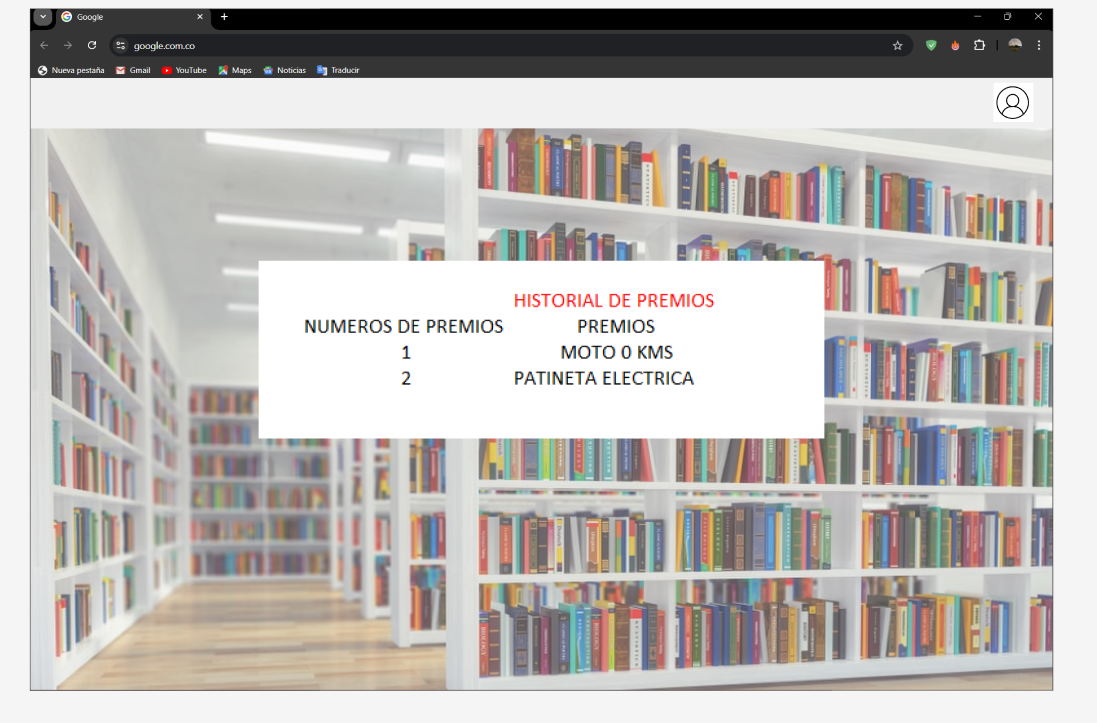 Google
google.com.co
Nueva pestaña Gmail YouTube Maps Noticias Traducir
HISTORIAL DE PREMIOS
NUMEROS DE PREMIOS PREMIOS
1 MOTO 0 KMS
2 PATINETA ELECTRICA